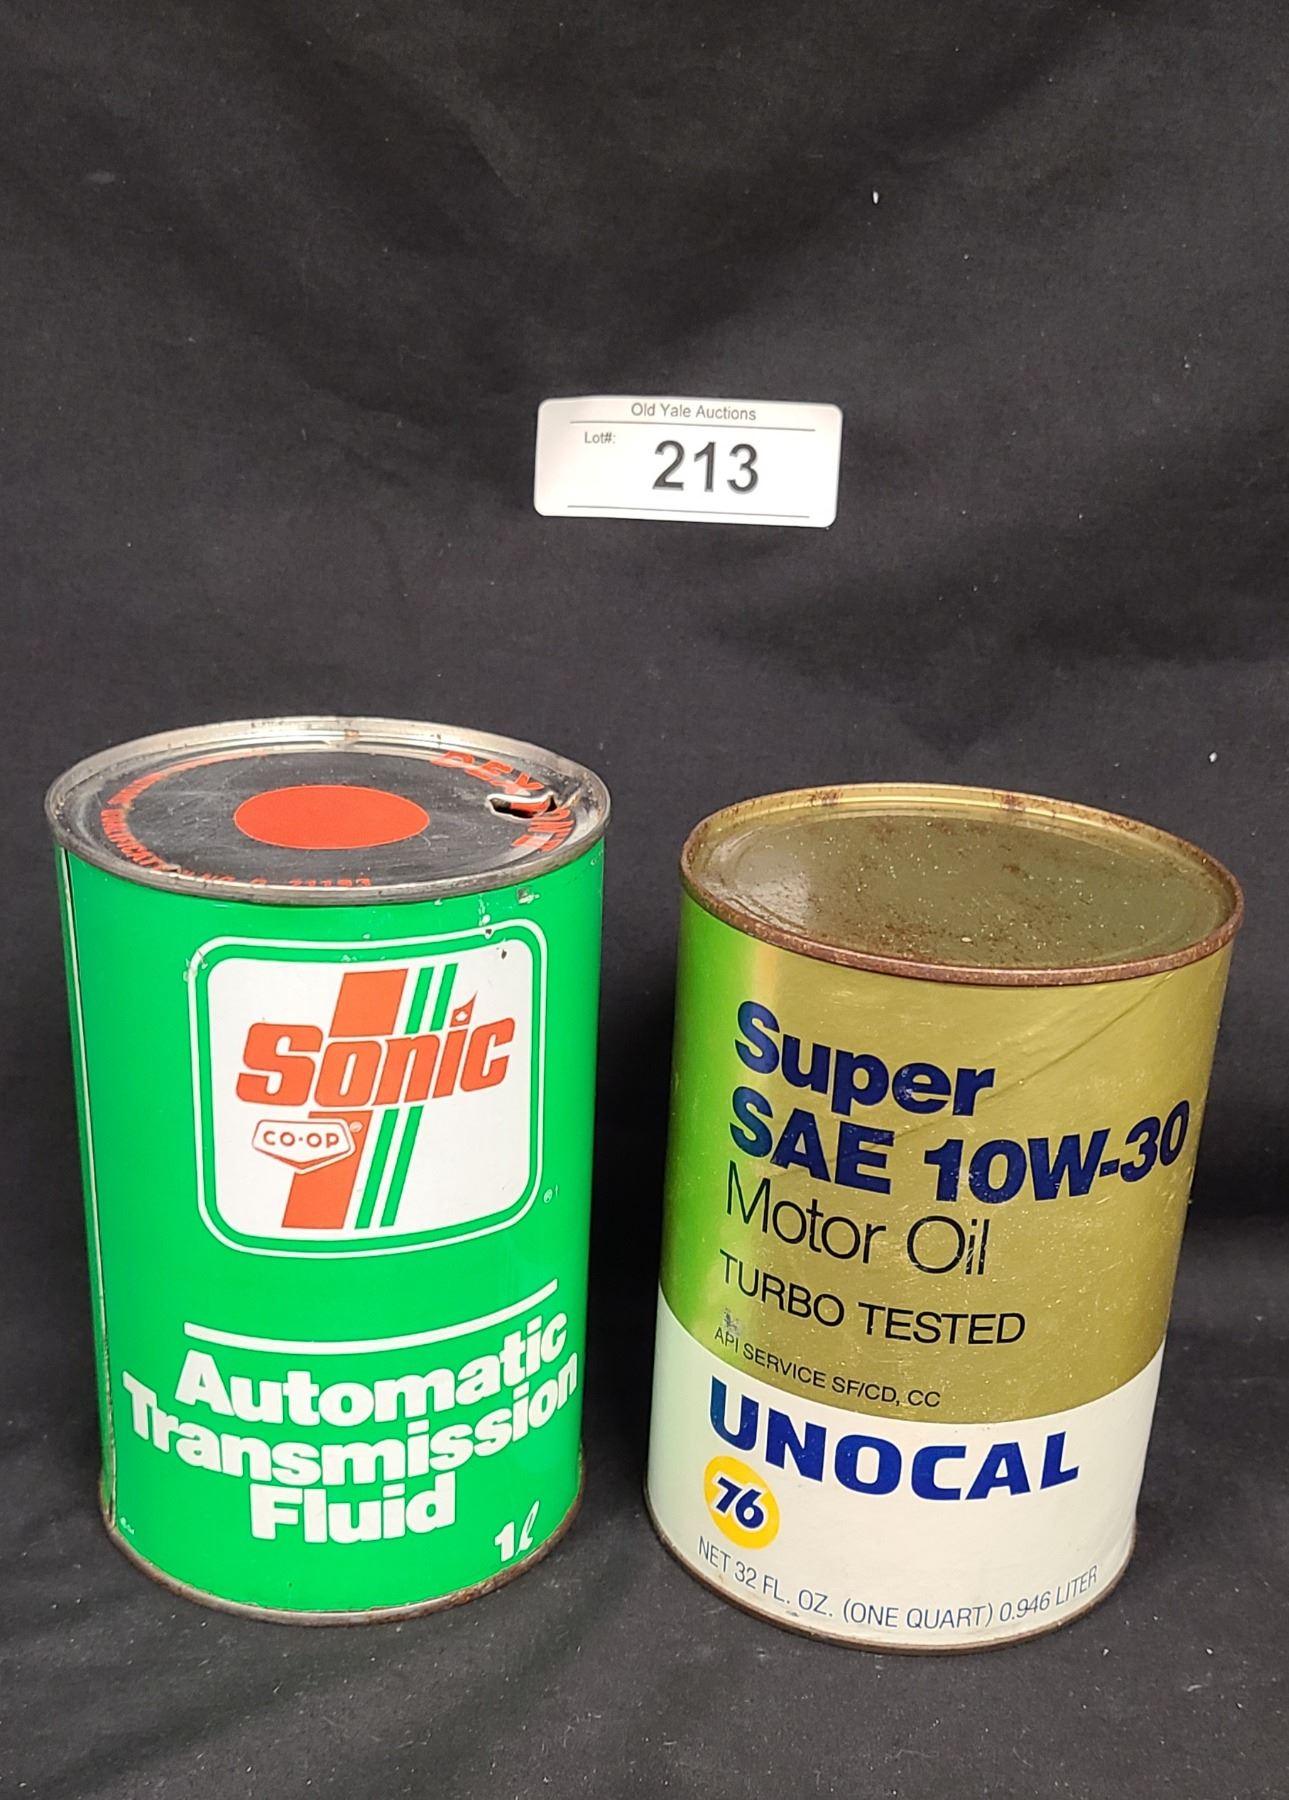 Old Yale Auctions
Lot#:
213
Sonic
CO-OP
Automatic
Transmission
Fluid
1ℓ
Super
SAE 10W-30
Motor Oil
TURBO TESTED
API SERVICE SF/CD, CC
UNOCAL
76
NET 32 FL. OZ. (ONE QUART) 0.946 LITER